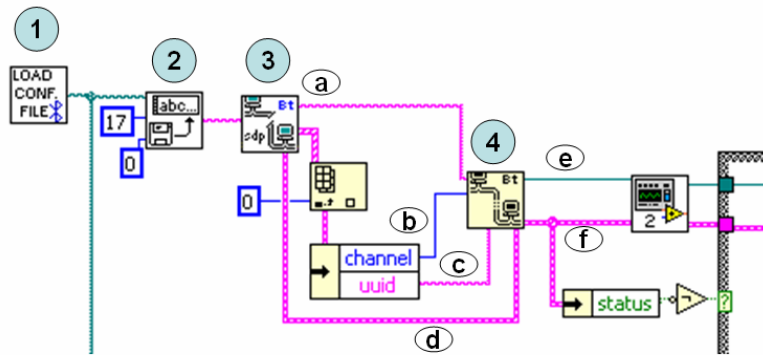 1
2
3
4
LOAD
CONF.
FILE
abc...
17
0
Bt
sdp
a
0
channel
uuid
b
c
d
Bt
e
f
2
status
?